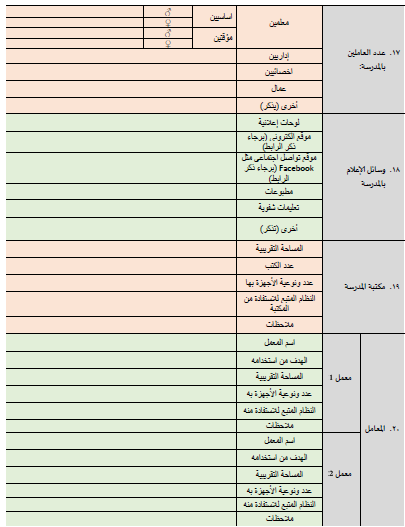 ١٧. عدد العاملين
بالمدرسة:
معلمين
اساسيين
♂
♀
مؤقتين
♂
♀
إداريين
اخصائيين
عمال
أخرى (يذكر)
١٨. وسائل الإعلام
بالمدرسة
لوحات إعلانية
موقع الكتروني (برجاء
ذكر الرابط)
موقع تواصل اجتماعي مثل
Facebook (برجاء ذكر
الرابط)
مطبوعات
تعليمات شفوية
أخرى (تذكر)
١٩. مكتبة المدرسة
المساحة التقريبية
عدد الكتب
عدد ونوعية الأجهزة بها
النظام المتبع للاستفادة من
المكتبة
ملاحظات
٢٠. المعامل
معمل 1
اسم المعمل
الهدف من استخدامه
المساحة التقريبية
عدد ونوعية الأجهزة به
النظام المتبع للاستفادة منه
ملاحظات
معمل 2:
اسم المعمل
الهدف من استخدامه
المساحة التقريبية
عدد ونوعية الأجهزة به
النظام المتبع للاستفادة منه
ملاحظات